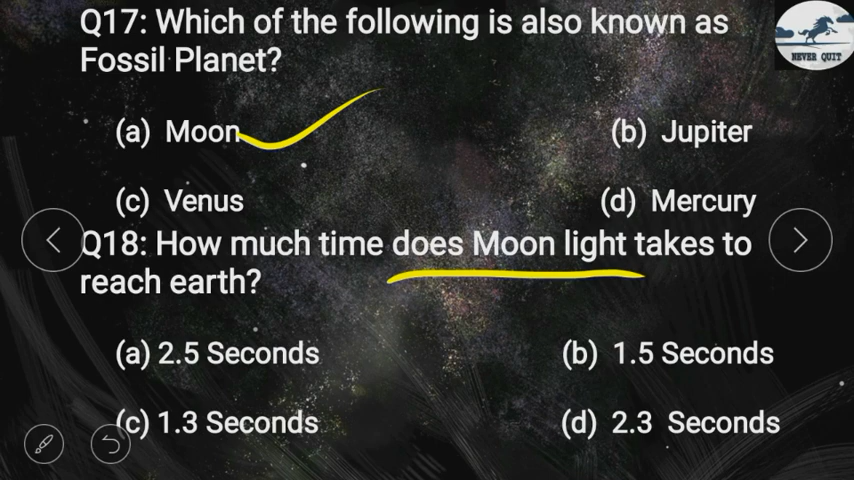 Q17: Which of the following is also known as
Fossil Planet?
(a) Moon
(b) Jupiter
(c) Venus
(d) Mercury
Q18: How much time does Moon light takes to
reach earth?
(a) 2.5 Seconds
(b) 1.5 Seconds
(c) 1.3 Seconds
(d) 2.3 Seconds
NEVER QUIT